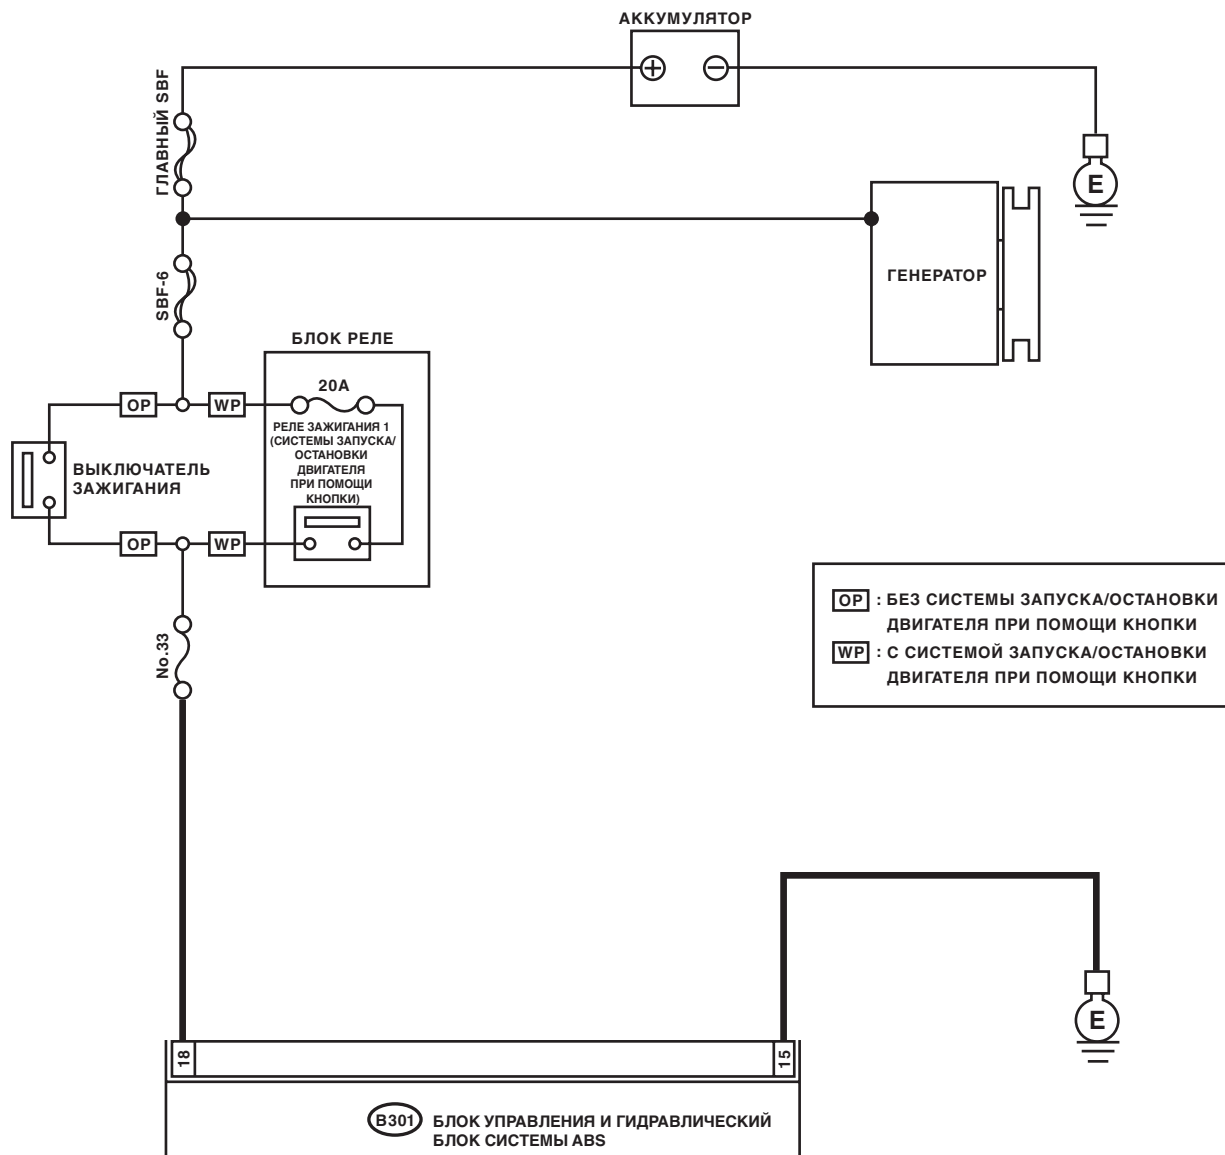 АККУМУЛЯТОР
ГЛАВНЫЙ SBF
E
SBF-6
ГЕНЕРАТОР
БЛОК РЕЛЕ
20A
OP
WP
РЕЛЕ ЗАЖИГАНИЯ 1
(СИСТЕМЫ ЗАПУСКА/
ОСТАНОВКИ
ДВИГАТЕЛЯ
ПРИ ПОМОЩИ
КНОПКИ)
ВЫКЛЮЧАТЕЛЬ
ЗАЖИГАНИЯ
OP
WP
OP : БЕЗ СИСТЕМЫ ЗАПУСКА/ОСТАНОВКИ
ДВИГАТЕЛЯ ПРИ ПОМОЩИ КНОПКИ
WP : С СИСТЕМОЙ ЗАПУСКА/ОСТАНОВКИ
ДВИГАТЕЛЯ ПРИ ПОМОЩИ КНОПКИ
No.33
E
18
15
B301 БЛОК УПРАВЛЕНИЯ И ГИДРАВЛИЧЕСКИЙ
БЛОК СИСТЕМЫ ABS